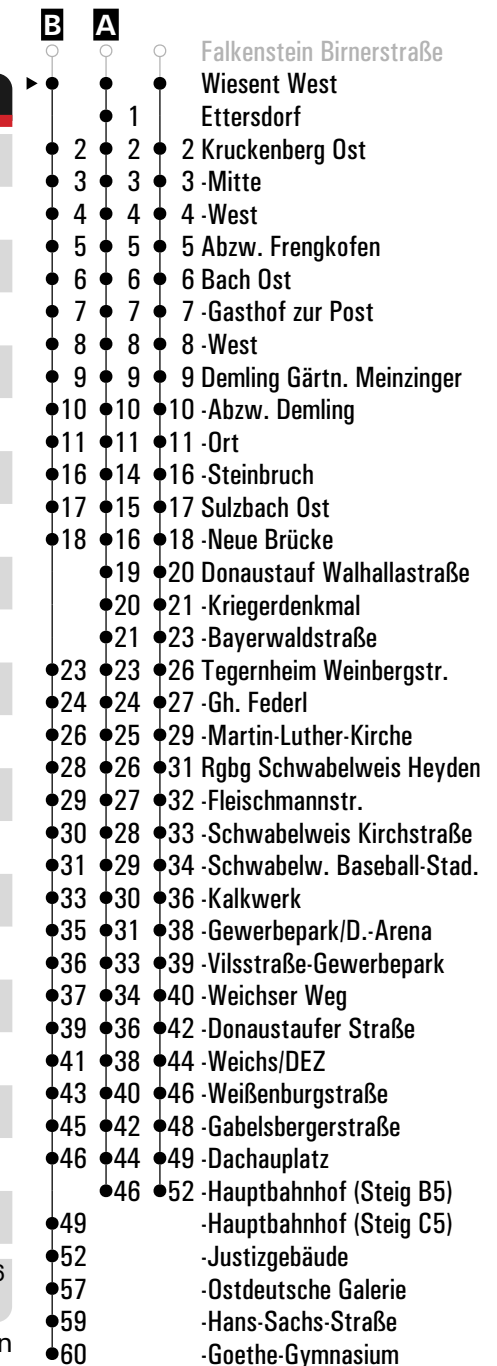 B A
Falkenstein Birnerstraße
Wiesent West
1 Ettersdorf
2 2 2 Kruckenberg Ost
3 3 3 -Mitte
4 4 4 -West
5 5 5 Abzw. Frengkofen
6 6 6 Bach Ost
7 7 7 -Gasthof zur Post
8 8 8 -West
9 9 9 Demling Gärtn. Meinzinger
10 10 10 -Abzw. Demling
11 11 11 -Ort
16 14 16 -Steinbruch
17 15 17 Sulzbach Ost
18 16 18 -Neue Brücke
19 20 Donaustauf Walhallastraße
20 21 -Kriegerdenkmal
21 23 -Bayerwaldstraße
23 23 26 Tegernheim Weinbergstr.
24 24 27 -Gh. Federl
26 25 29 -Martin-Luther-Kirche
28 26 31 Rgbg Schwabelweis Heyden
29 27 32 -Fleischmannstr.
30 28 33 -Schwabelweis Kirchstraße
31 29 34 -Schwabelw. Baseball-Stad.
33 30 36 -Kalkwerk
35 31 38 -Gewerbepark/D.-Arena
36 33 39 -Vilsstraße-Gewerbepark
37 34 40 -Weichser Weg
39 36 42 -Donaustaufer Straße
41 38 44 -Weichs/DEZ
43 40 46 -Weißenburgstraße
45 42 48 -Gabelsbergerstraße
46 44 49 -Dachauplatz
46 52 -Hauptbahnhof (Steig B5)
49 -Hauptbahnhof (Steig C5)
52 -Justizgebäude
57 -Ostdeutsche Galerie
59 -Hans-Sachs-Straße
60 -Goethe-Gymnasium